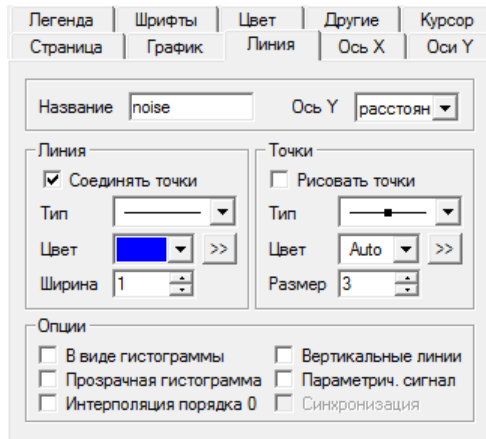 Легенда Шрифты Цвет Другие Курсор
Страница График Линия Ось X Оси Y
Название noise Ось Y расстоян
Линия
Соединять точки
Тип
Цвет >>
Ширина 1
Точки
Рисовать точки
Тип
Цвет Auto >>
Размер 3
Опции
В виде гистограммы Вертикальные линии
Прозрачная гистограмма Параметрич. сигнал
Интерполяция порядка 0 Синхронизация